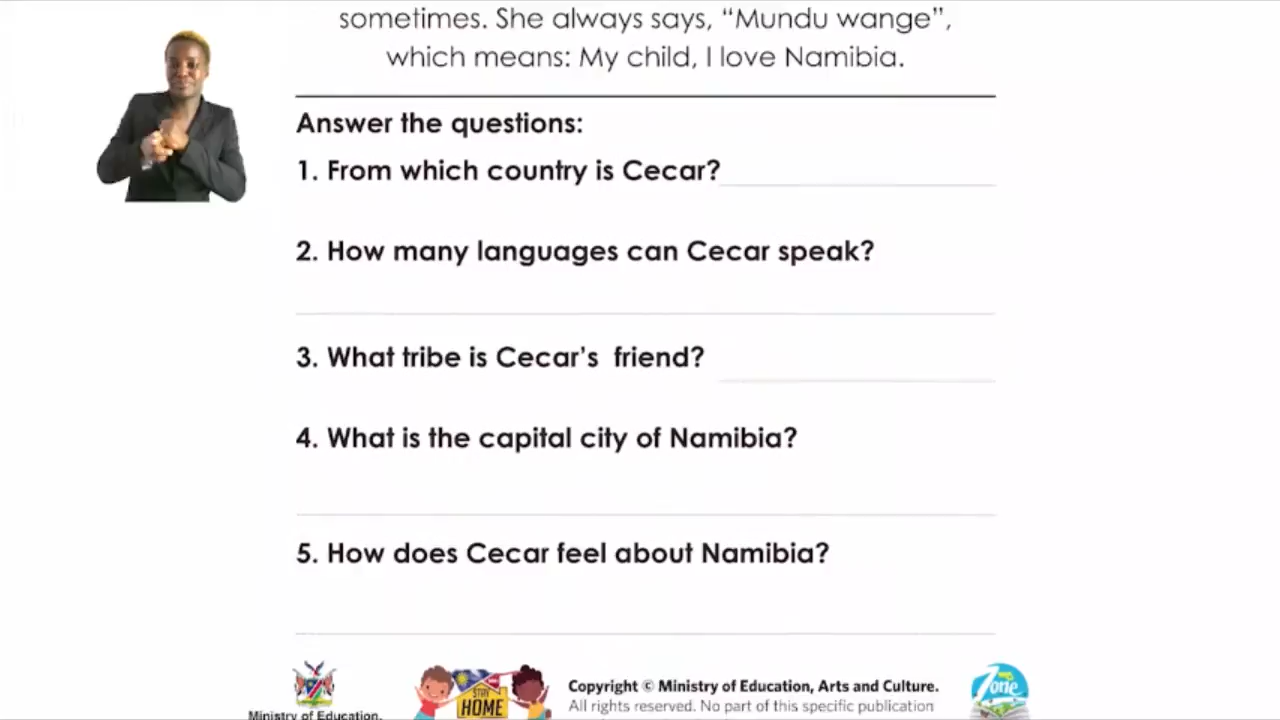 sometimes. She always says, “Mundu wange”,
which means: My child, I love Namibia.
Answer the questions:
1. From which country is Cecar?
2. How many languages can Cecar speak?
3. What tribe is Cecar’s friend?
4. What is the capital city of Namibia?
5. How does Cecar feel about Namibia?
Ministry of Education,
STAY
HOME
Copyright © Ministry of Education, Arts and Culture.
All rights reserved. No part of this specific publication
Zone